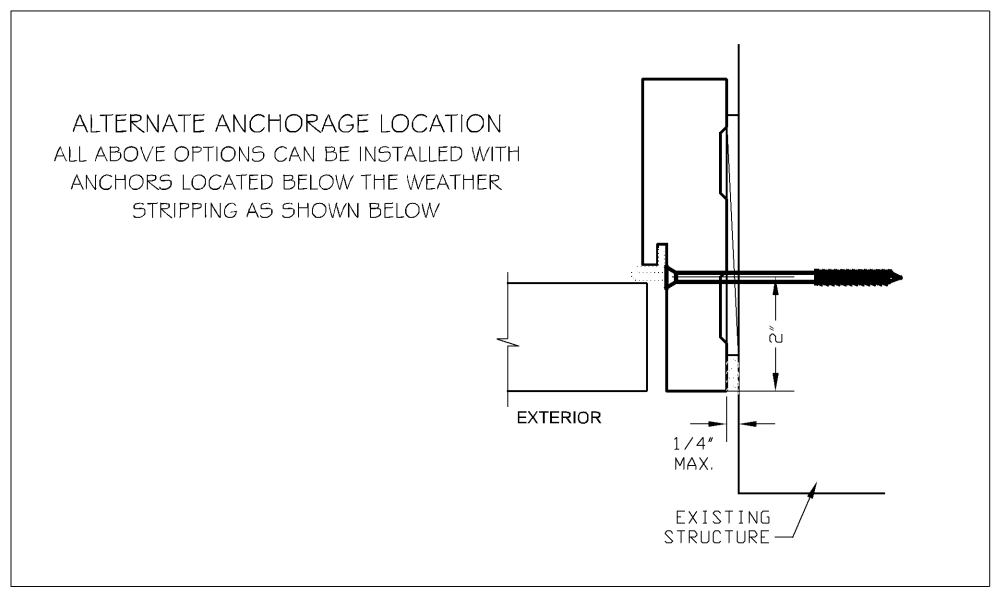 ALTERNATE ANCHORAGE LOCATION
ALL ABOVE OPTIONS CAN BE INSTALLED WITH
ANCHORS LOCATED BELOW THE WEATHER
STRIPPING AS SHOWN BELOW
2"
EXTERIOR
1/4"
MAX.
EXISTING
STRUCTURE